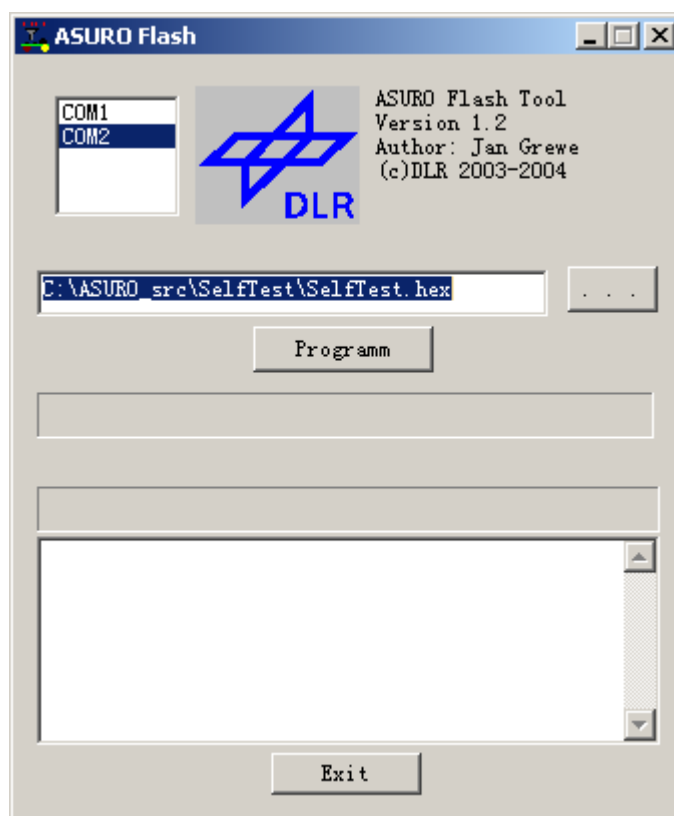 ASURO Flash
COM1
COM2
DLR
ASURO Flash Tool
Version 1.2
Author: Jan Grewe
(c)DLR 2003-2004
C:\ASURO_src\SelfTest\SelfTest.hex
. . .
Programm
Exit